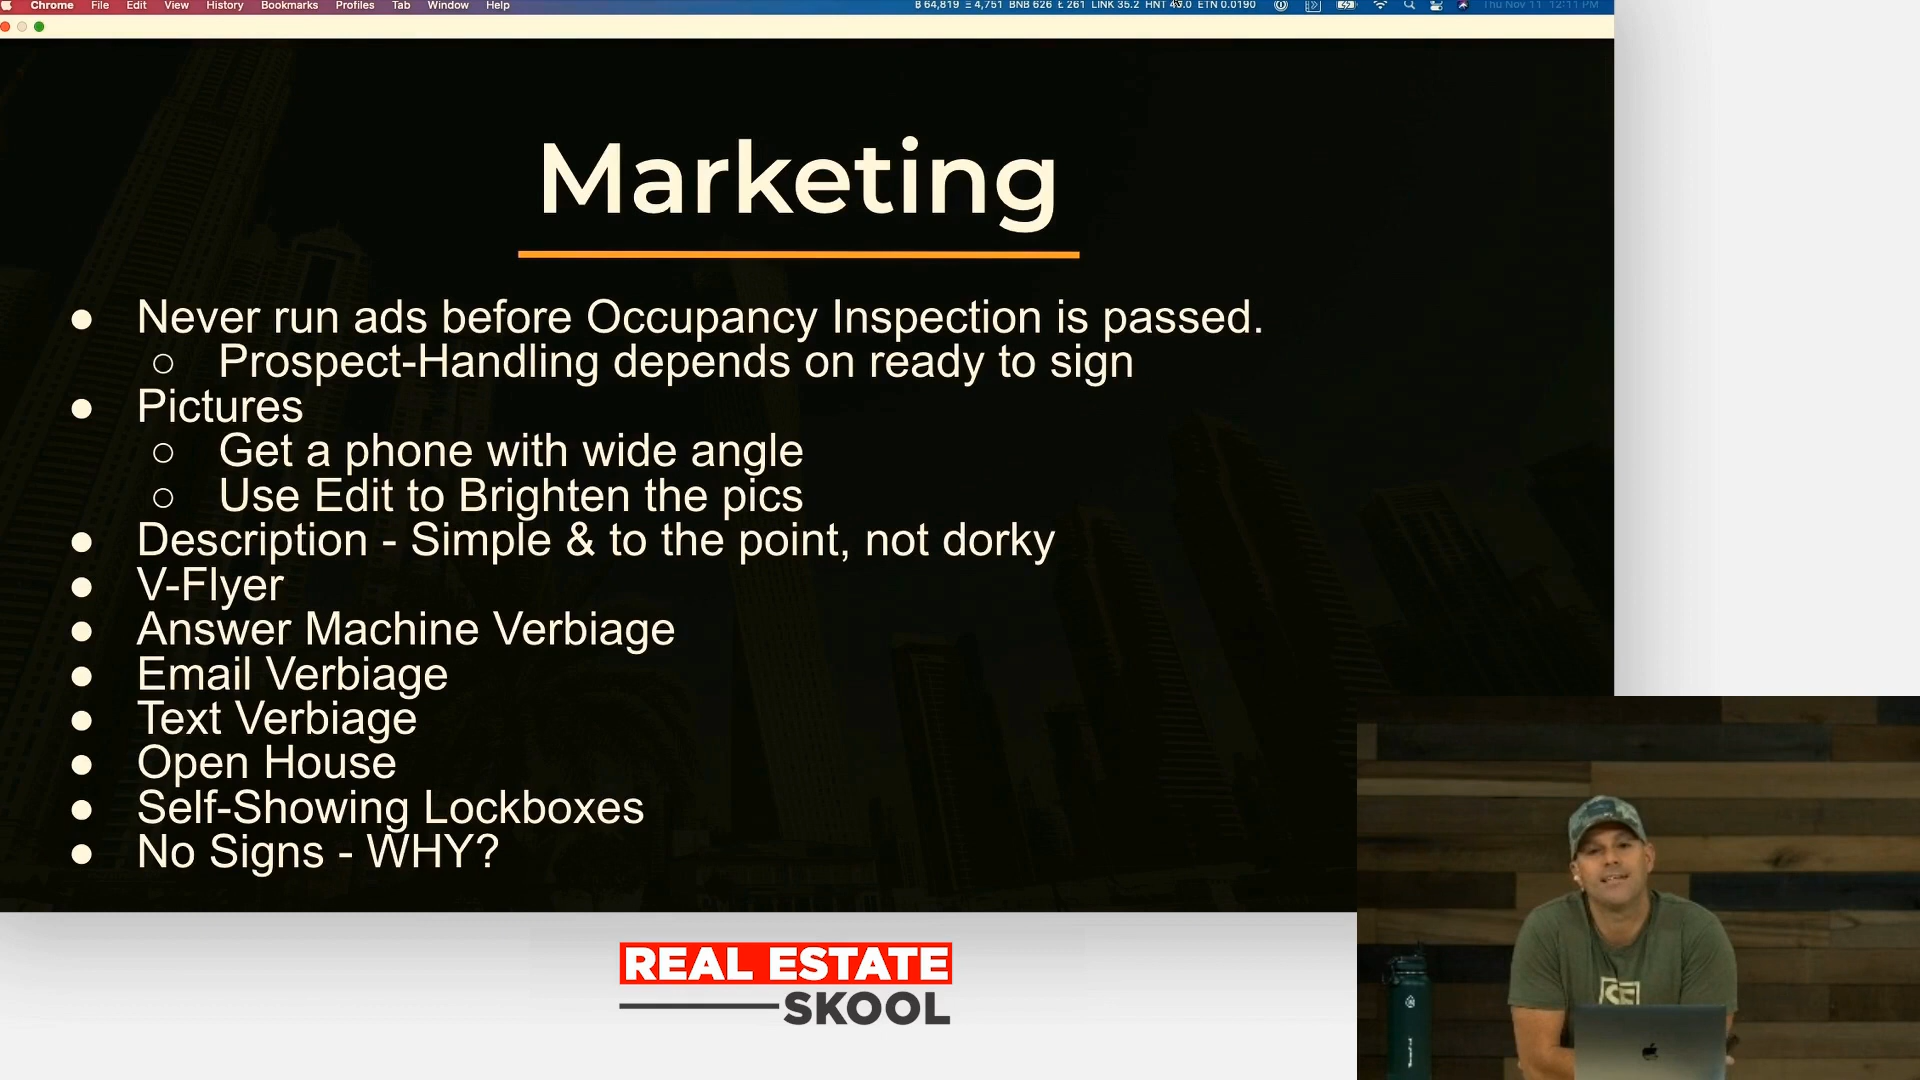 Chrome File Edit View History Bookmarks Profiles Tab Window Help
B 64,819 Ξ 4,751 BNB 626 Ł 261 LINK 35.2 HNT 43.0 ETN 0.0190 Thu Nov 11 12:11 PM
Marketing
● Never run ads before Occupancy Inspection is passed.
○ Prospect-Handling depends on ready to sign
● Pictures
○ Get a phone with wide angle
○ Use Edit to Brighten the pics
● Description - Simple & to the point, not dorky
● V-Flyer
● Answer Machine Verbiage
● Email Verbiage
● Text Verbiage
● Open House
● Self-Showing Lockboxes
● No Signs - WHY?
REAL ESTATE
SKOOL